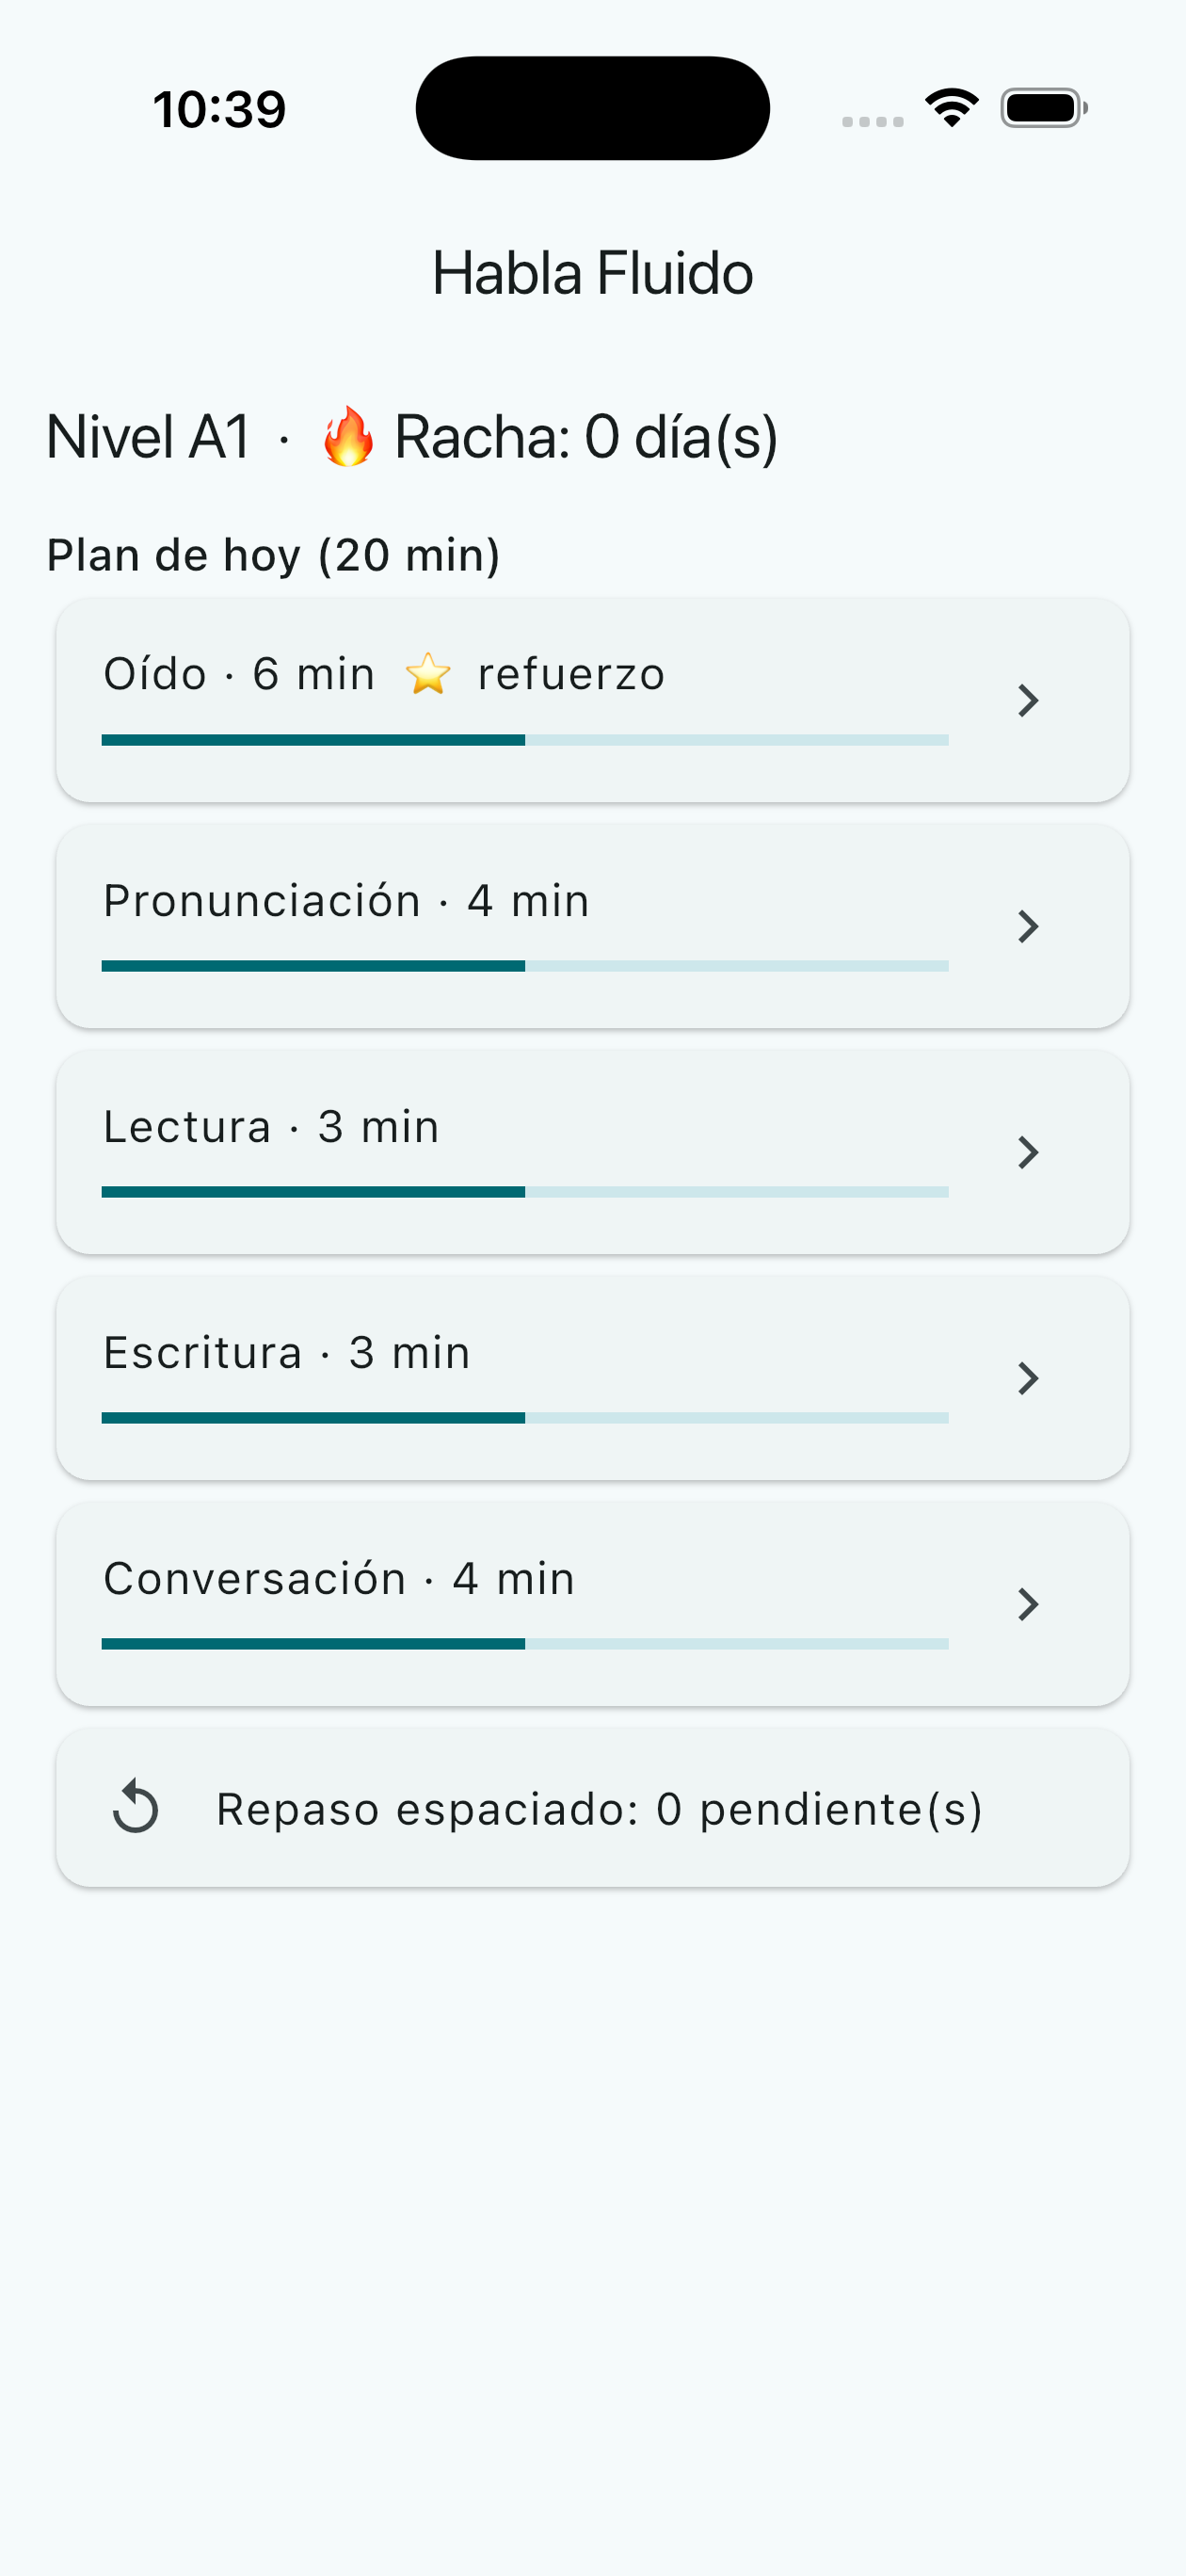 10:39
Habla Fluido
Nivel A1 · 🔥 Racha: 0 día(s)
Plan de hoy (20 min)
Oído · 6 min ⭐ refuerzo
Pronunciación · 4 min
Lectura · 3 min
Escritura · 3 min
Conversación · 4 min
Repaso espaciado: 0 pendiente(s)